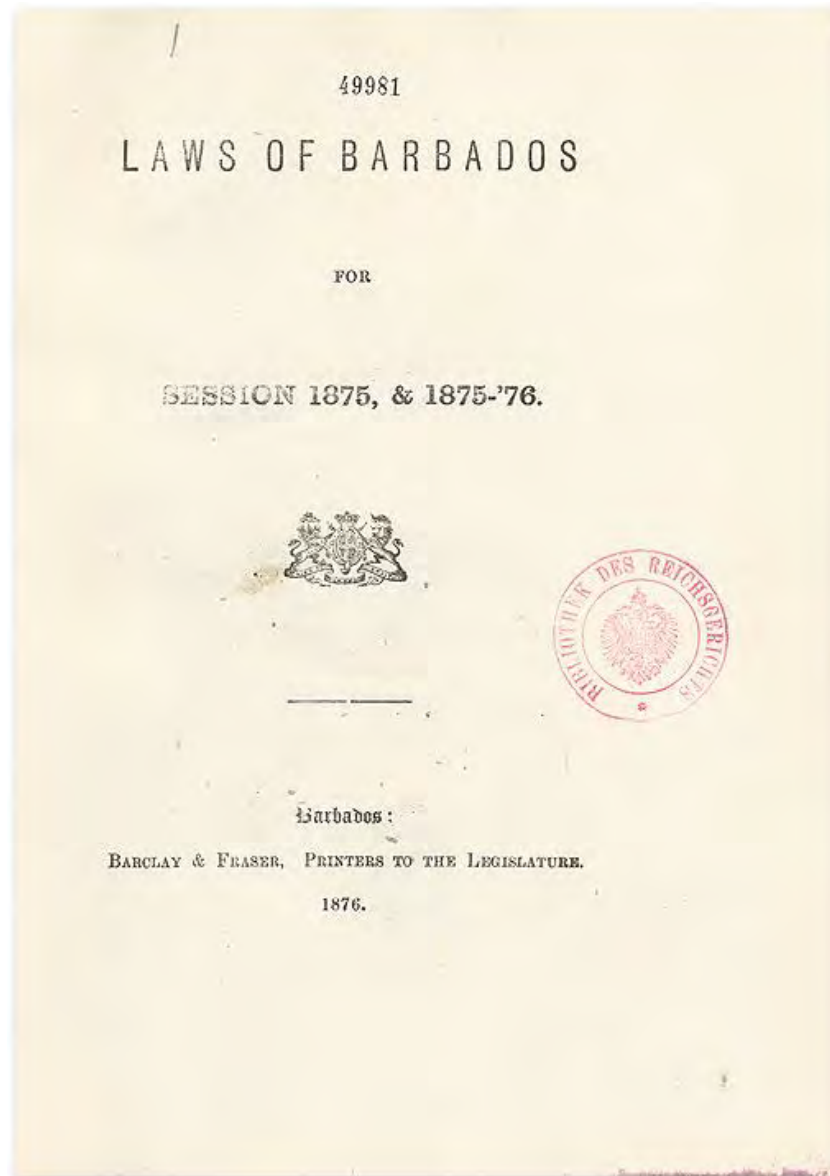 49981
LAWS OF BARBADOS
FOR
SESSION 1875, & 1875-'76.
BIBLIOTHEK DES REICHSGERICHTS
Barbados:
BARCLAY & FRASER, PRINTERS TO THE LEGISLATURE.
1876.